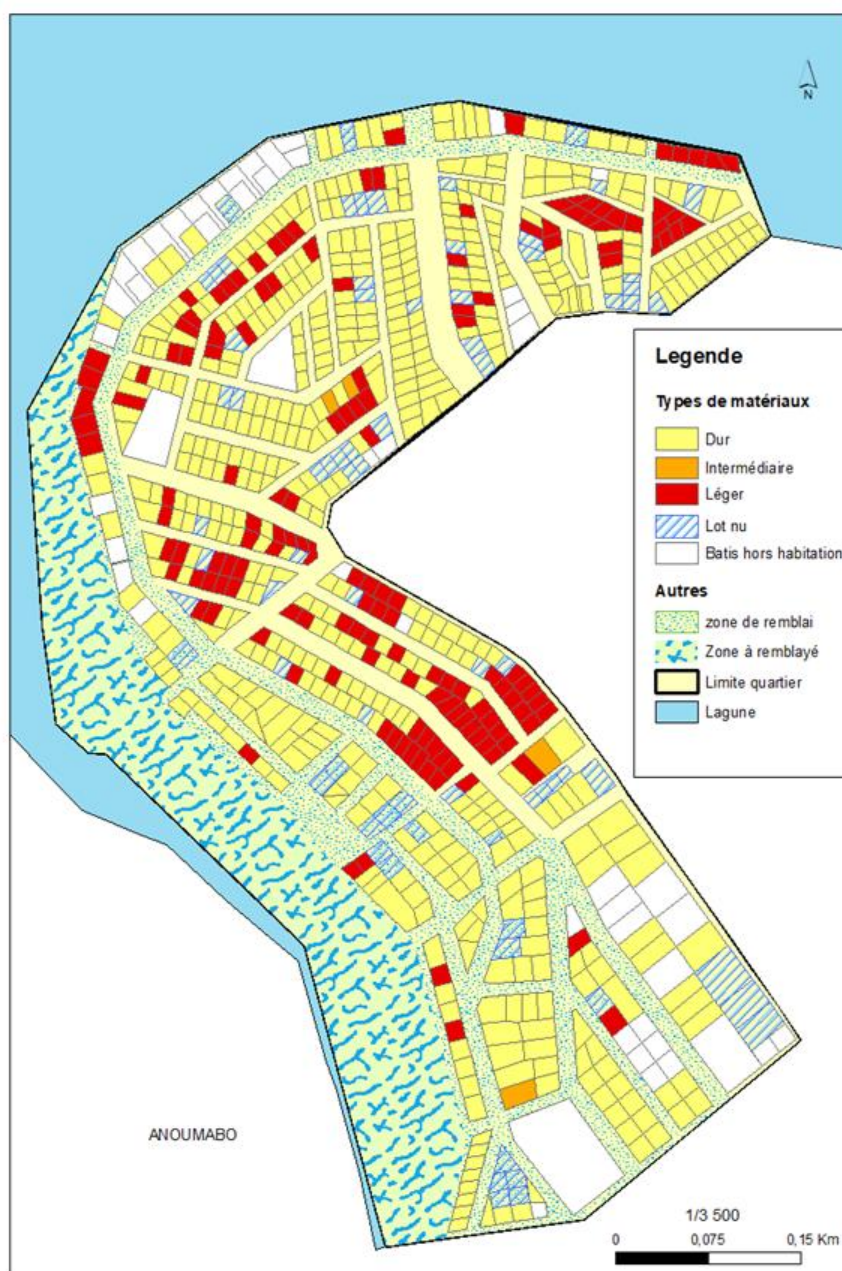 N
Legende
Types de matériaux
Dur
Intermédiaire
Léger
Lot nu
Batis hors habitation
Autres
zone de remblai
Zone à remblayé
Limite quartier
Lagune
ANOUMABO
1/3 500
0 0,075 0,15 Km